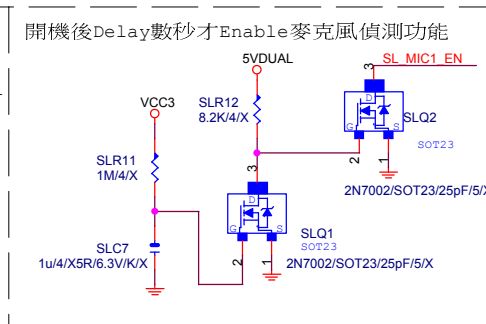 開機後Delay數秒才Enable麥克風偵測功能
5VDUAL
SL_MIC1_EN
3
VCC3
SLR12
8.2K/4/X
D
SLQ2
G
S
SOT23
2
1
SLR11
1M/4/X
3
2N7002/SOT23/25pF/5/X
D
SLQ1
SOT23
G
S
SLC7
1u/4/X5R/6.3V/K/X
2
1
2N7002/SOT23/25pF/5/X